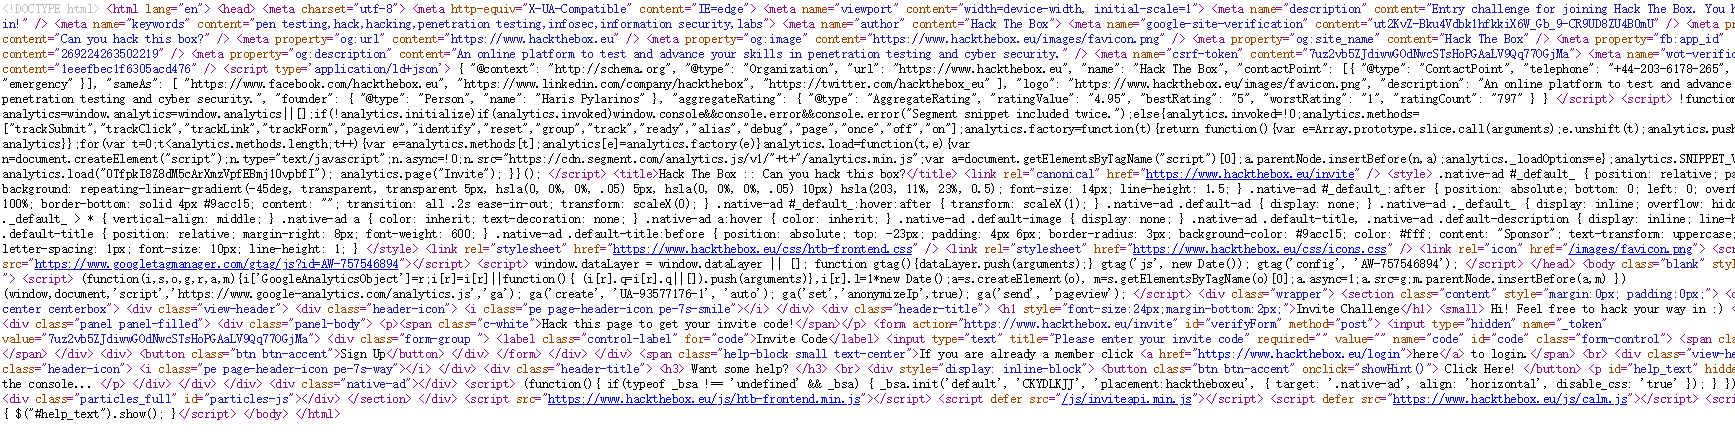 <!DOCTYPE html> <html lang="en"> <head> <meta charset="utf-8"> <meta http-equiv="X-UA-Compatible" content="IE=edge"> <meta name="viewport" content="width=device-width, initial-scale=1"> <meta name="description" content="Entry challenge for joining Hack The Box. You h
in!" /> <meta name="keywords" content="pen testing,hack,hacking,penetration testing,infosec,information security,labs"> <meta name="author" content="Hack The Box"> <meta name="google-site-verification" content="ut2KvZ-Bku4Vdbk1hfkkiX6W_Gb_9-CR9UD8ZU4B0mU" /> <meta p
content="Can you hack this box?" /> <meta property="og:url" content="https://www.hackthebox.eu" /> <meta property="og:image" content="https://www.hackthebox.eu/images/favicon.png" /> <meta property="og:site_name" content="Hack The Box" /> <meta property="fb:app_id"
content="269224263502219" /> <meta property="og:description" content="An online platform to test and advance your skills in penetration testing and cyber security." /> <meta name="csrf-token" content="7uz2vb5ZJdiwwGOdNwcSTsHoPGAaLV9Qq77OGjMa"> <meta name="wot-verific
content="1eeefbec1f6305acd476" /> <script type='application/ld+json'> { "@context": "http://schema.org", "@type": "Organization", "url": "https://www.hackthebox.eu", "name": "Hack The Box", "contactPoint": [{ "@type": "ContactPoint", "telephone": "+44-203-6178-265",
"emergency" }], "sameAs": [ "https://www.facebook.com/hackthebox.eu", "https://www.linkedin.com/company/hackthebox", "https://twitter.com/hackthebox_eu" ], "logo": "https://www.hackthebox.eu/images/favicon.png", "description": "An online platform to test and advance
penetration testing and cyber security.", "founder": { "@type": "Person", "name": "Haris Pylarinos" }, "aggregateRating": { "@type": "AggregateRating", "ratingValue": "4.95", "bestRating": "5", "worstRating": "1", "ratingCount": "797" } } </script> <script> !function
analytics=window.analytics=window.analytics||[];if(!analytics.initialize)if(analytics.invoked)window.console&&console.error&&console.error("Segment snippet included twice.");else{analytics.invoked=!0;analytics.methods=
["trackSubmit","trackClick","trackLink","trackForm","pageview","identify","reset","group","track","ready","alias","debug","page","once","off","on"];analytics.factory=function(t){return function(){var e=Array.prototype.slice.call(arguments);e.unshift(t);analytics.pus
analytics}};for(var t=0;t<analytics.methods.length;t++){var e=analytics.methods[t];analytics[e]=analytics.factory(e)}analytics.load=function(t,e){var
n=document.createElement("script");n.type="text/javascript";n.async=!0;n.src="https://cdn.segment.com/analytics.js/v1/"+t+"/analytics.min.js";var a=document.getElementsByTagName("script")[0];a.parentNode.insertBefore(n,a);analytics._loadOptions=e};analytics.SNIPPET_V
analytics.load("0TfpkI8Z8dM5cArXmzVpfEBmj10vpbfI"); analytics.page("Invite"); }}(); </script> <title>Hack The Box :: Can you hack this box?</title> <link rel="canonical" href="https://www.hackthebox.eu/invite" /> <style> .native-ad #_default_ { position: relative; pa
background: repeating-linear-gradient(-45deg, transparent, transparent 5px, hsla(0, 0%, 0%, .05) 5px, hsla(0, 0%, 0%, .05) 10px) hsla(203, 11%, 23%, 0.5); font-size: 14px; line-height: 1.5; } .native-ad #_default_:after { position: absolute; bottom: 0; left: 0; overf
100%; border-bottom: solid 4px #9acc15; content: ""; transition: all .2s ease-in-out; transform: scaleX(0); } .native-ad #_default_:hover:after { transform: scaleX(1); } .native-ad .default-ad { display: none; } .native-ad ._default_ { display: inline; overflow: hidd
._default_ > * { vertical-align: middle; } .native-ad a { color: inherit; text-decoration: none; } .native-ad a:hover { color: inherit; } .native-ad .default-image { display: none; } .native-ad .default-title, .native-ad .default-description { display: inline; line-h
.default-title { position: relative; margin-right: 8px; font-weight: 600; } .native-ad .default-title:before { position: absolute; top: -23px; padding: 4px 6px; border-radius: 3px; background-color: #9acc15; color: #fff; content: "Sponsor"; text-transform: uppercase;
letter-spacing: 1px; font-size: 10px; line-height: 1; } </style> <link rel="stylesheet" href="https://www.hackthebox.eu/css/htb-frontend.css" /> <link rel="stylesheet" href="https://www.hackthebox.eu/css/icons.css" /> <link rel="icon" href="/images/favicon.png"> <scr
src="https://www.googletagmanager.com/gtag/js?id=AW-757546894"></script> <script> window.dataLayer = window.dataLayer || []; function gtag(){dataLayer.push(arguments);} gtag('js', new Date()); gtag('config', 'AW-757546894'); </script> </head> <body class="blank" style
"> <script> (function(i,s,o,g,r,a,m){i['GoogleAnalyticsObject']=r;i[r]=i[r]||function(){ (i[r].q=i[r].q||[]).push(arguments)},i[r].l=1*new Date();a=s.createElement(o), m=s.getElementsByTagName(o)[0];a.async=1;a.src=g;m.parentNode.insertBefore(a,m) })
(window,document,'script','https://www.google-analytics.com/analytics.js','ga'); ga('create', 'UA-93577176-1', 'auto'); ga('set','anonymizeIp',true); ga('send', 'pageview'); </script> <div class="wrapper"> <section class="content" style="margin:0px; padding:0px;"> <d
center centerbox"> <div class="view-header"> <div class="header-icon"> <i class="pe page-header-icon pe-7s-smile"></i> </div> <div class="header-title"> <h1 style="font-size:24px;margin-bottom:2px;">Invite Challenge</h1> <small> Hi! Feel free to hack your way in :) <
<div class="panel panel-filled"> <div class="panel-body"> <p><span class="c-white">Hack this page to get your invite code!</span></p> <form action="https://www.hackthebox.eu/invite" id="verifyForm" method="post"> <input type="hidden" name="_token"
value="7uz2vb5ZJdiwwGOdNwcSTsHoPGAaLV9Qq77OGjMa"> <div class="form-group "> <label class="control-label" for="code">Invite Code</label> <input type="text" title="Please enter your invite code" required="" value="" name="code" id="code" class="form-control"> <span cla
</span> </div> <div> <button class="btn btn-accent">Sign Up</button> </div> </form> </div> </div> <span class="help-block small text-center">If you are already a member click <a href="https://www.hackthebox.eu/login">here</a> to login.</span> <br> <div class="view-he
class="header-icon"> <i class="pe page-header-icon pe-7s-way"></i> </div> <div class="header-title"> <h3> Want some help? </h3> <br> <div style="display: inline-block"> <button class="btn btn-accent" onclick="showHint()"> Click Here! </button> <p id="help_text" hidde
the console... </p> </div> </div> </div> <div class="native-ad"></div> <script> (function(){ if(typeof _bsa !== 'undefined' && _bsa) { _bsa.init('default', 'CKYDLKJJ', 'placement:hacktheboxeu', { target: '.native-ad', align: 'horizontal', disable_css: 'true' }); } })
<div class="particles_full" id="particles-js"></div> </section> </div> <script src="https://www.hackthebox.eu/js/htb-frontend.min.js"></script> <script defer src="/js/inviteapi.min.js"></script> <script defer src="https://www.hackthebox.eu/js/calm.js"></script> <scri
{ $("#help_text").show(); }</script> </body> </html>